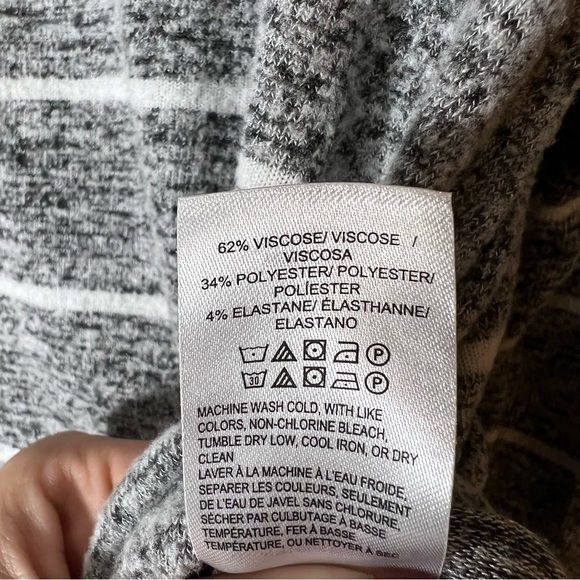 62% VISCOSE/ VISCOSE /
VISCOSA
34% POLYESTER/ POLYESTER/
POLÍESTER
4% ELASTANE/ ÉLASTHANNE/
ELASTANO
P
30 P
MACHINE WASH COLD, WITH LIKE
COLORS, NON-CHLORINE BLEACH,
TUMBLE DRY LOW, COOL IRON, OR DRY
CLEAN
LAVER À LA MACHINE À L'EAU FROIDE,
SEPARER LES COULEURS, SEULEMENT
DE L'EAU DE JAVEL SANS CHLORURE,
SÉCHER PAR CULBUTAGE À BASSE
TEMPÉRATURE, FER À BASSE
TEMPÉRATURE, OU NETTOYER À SEC